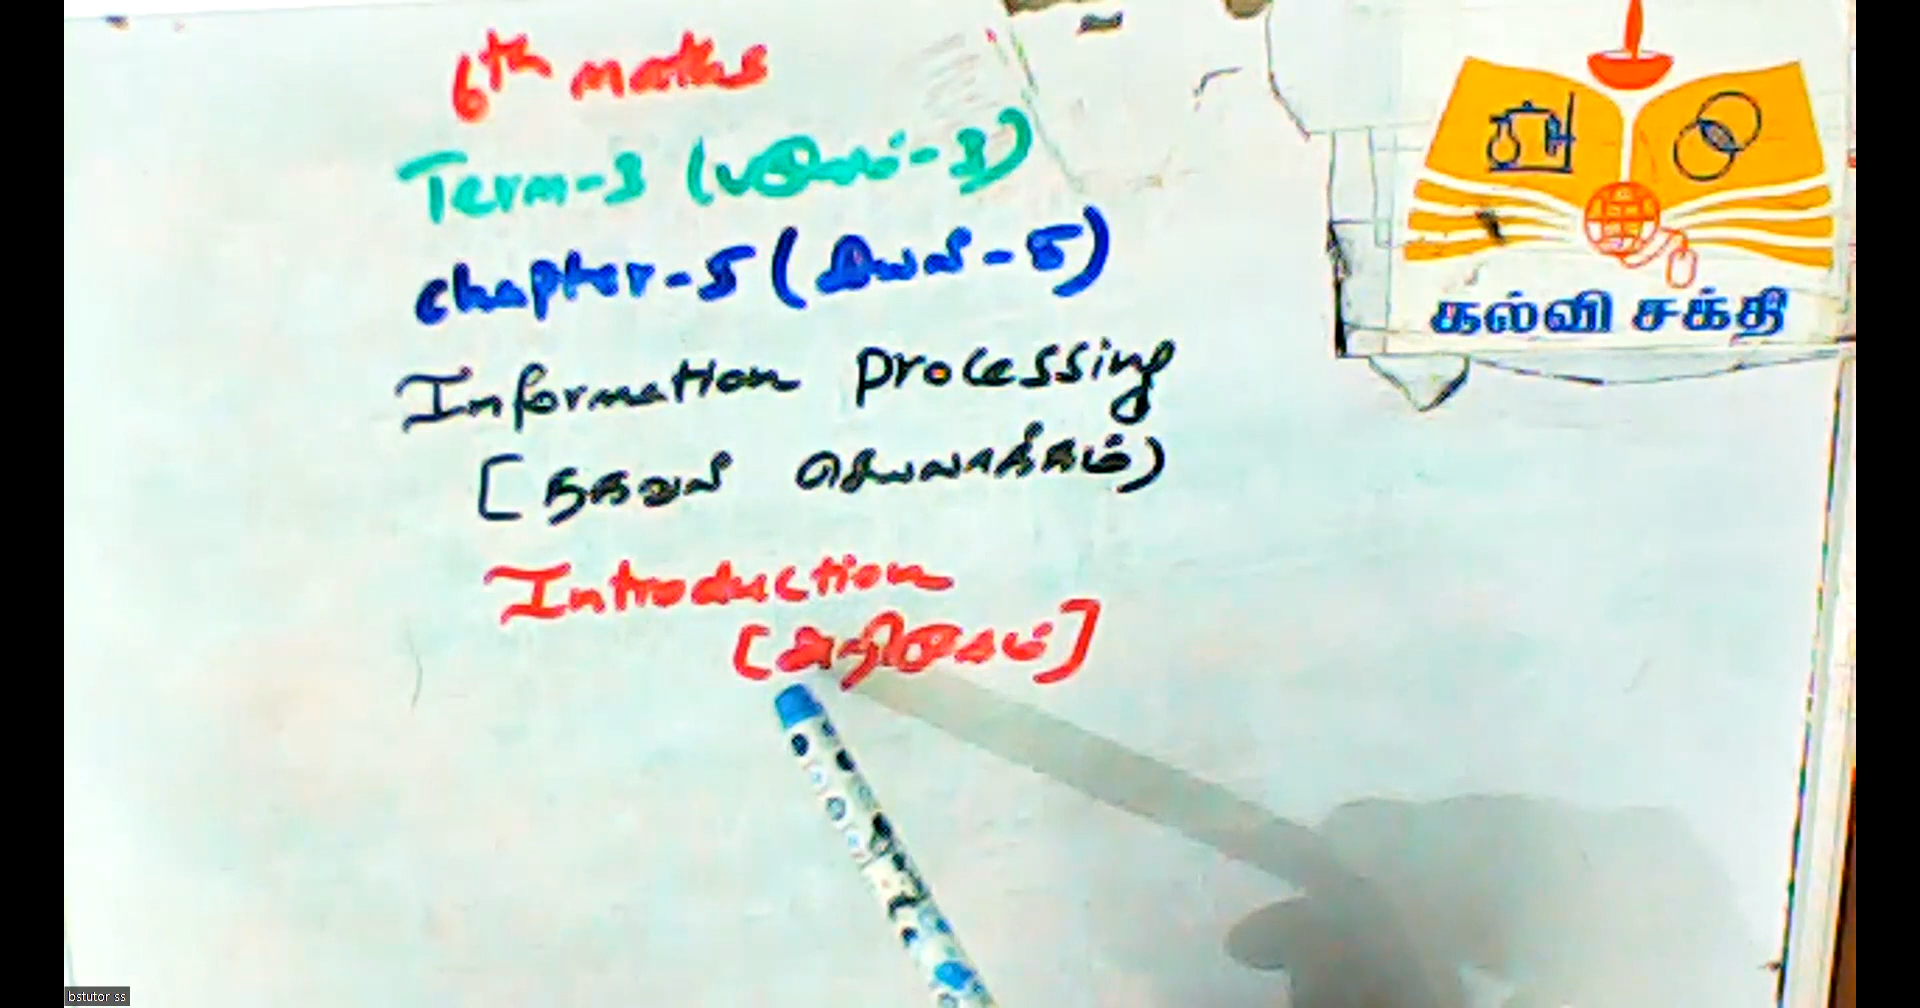 6th maths
Term-3 (பருவம்-3)
chapter-5 (இயல்-5)
Information Processing
[தகவல் செயலாக்கம்)
Introduction
[அறிமுகம்]
கல்வி சக்தி
bstutor ss